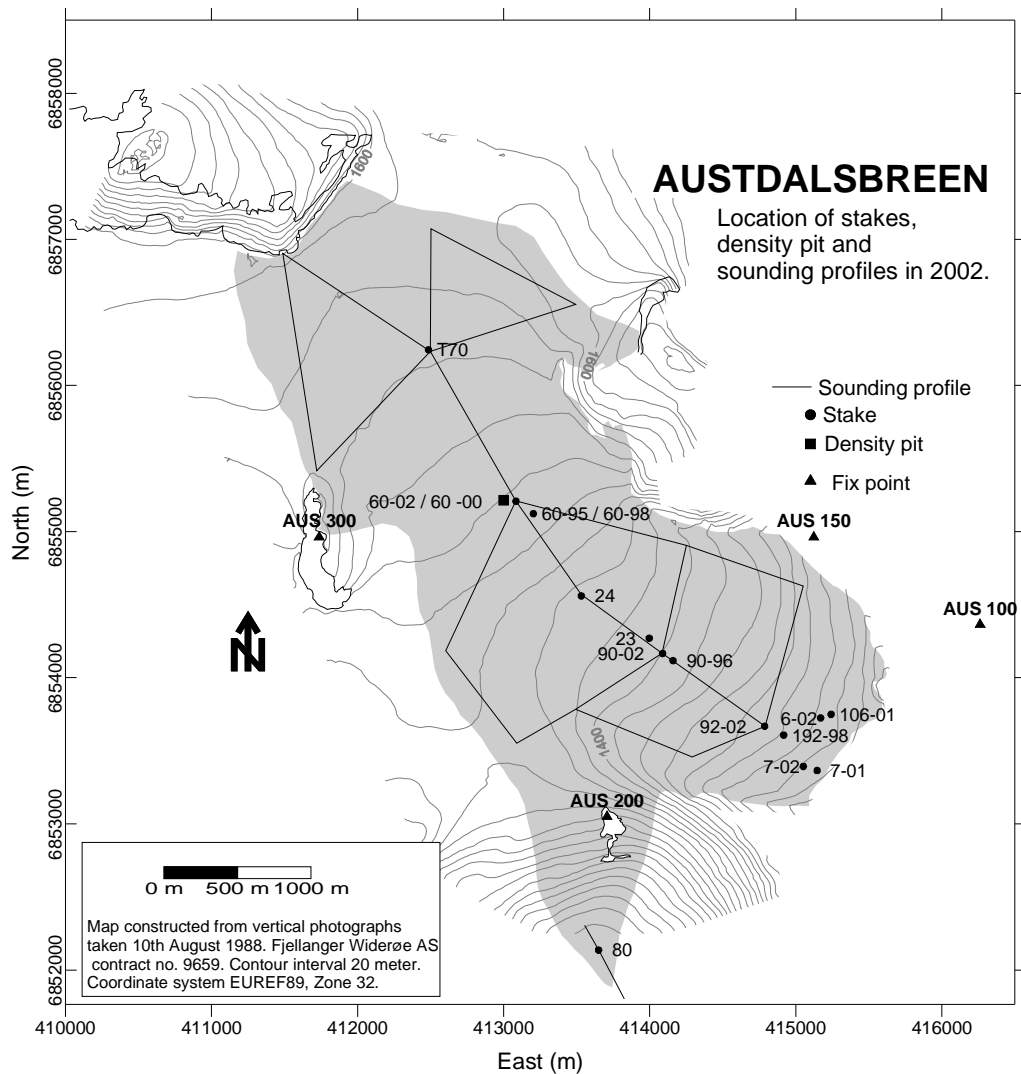 AUSTDALSBREEN
Location of stakes,
density pit and
sounding profiles in 2002.
1600
1600
T70
Sounding profile
Stake
Density pit
Fix point
60-02 / 60 -00
60-95 / 60-98
AUS 300
AUS 150
AUS 100
24
23
90-02
90-96
N
6-02
106-01
92-02
192-98
1400
7-02
7-01
AUS 200
80
0 m 500 m 1000 m
Map constructed from vertical photographs
taken 10th August 1988. Fjellanger Widerøe AS
contract no. 9659. Contour interval 20 meter.
Coordinate system EUREF89, Zone 32.
6858000
6857000
6856000
6855000
6854000
6853000
6852000
North (m)
410000 411000 412000 413000 414000 415000 416000
East (m)